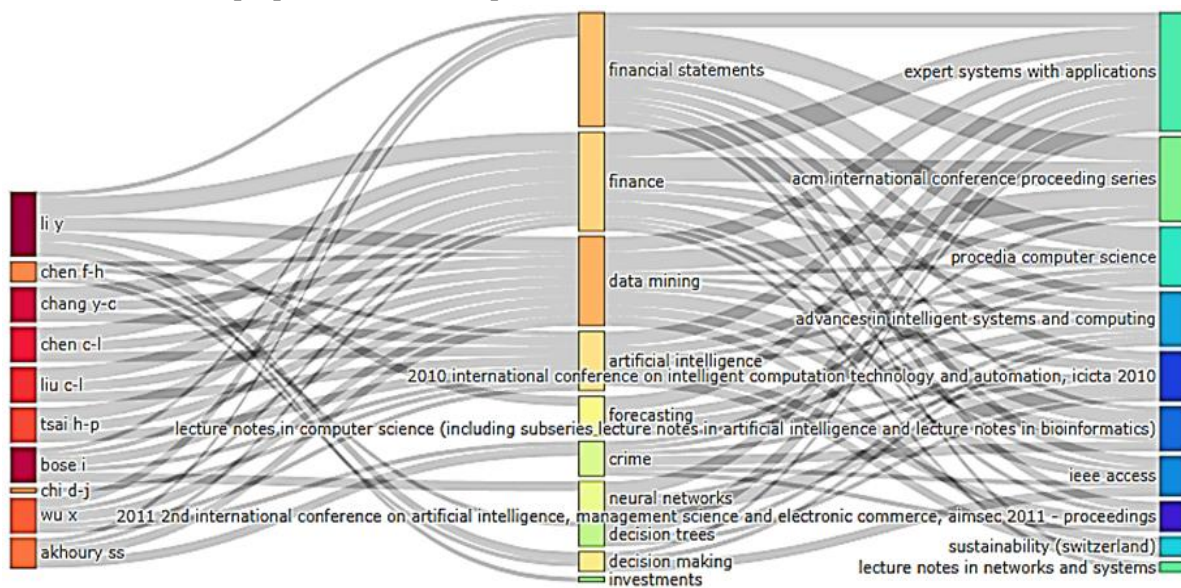 li y
chen f-h
chang y-c
chen c-l
liu c-l
tsai h-p
bose i
chi d-j
wu x
akhoury ss
financial statements
finance
data mining
artificial intelligence
forecasting
crime
neural networks
decision trees
decision making
investments
expert systems with applications
acm international conference proceeding series
procedia computer science
advances in intelligent systems and computing
2010 international conference on intelligent computation technology and automation, icicta 2010
lecture notes in computer science (including subseries lecture notes in artificial intelligence and lecture notes in bioinformatics)
ieee access
2011 2nd international conference on artificial intelligence, management science and electronic commerce, aimsec 2011 - proceedings
sustainability (switzerland)
lecture notes in networks and systems